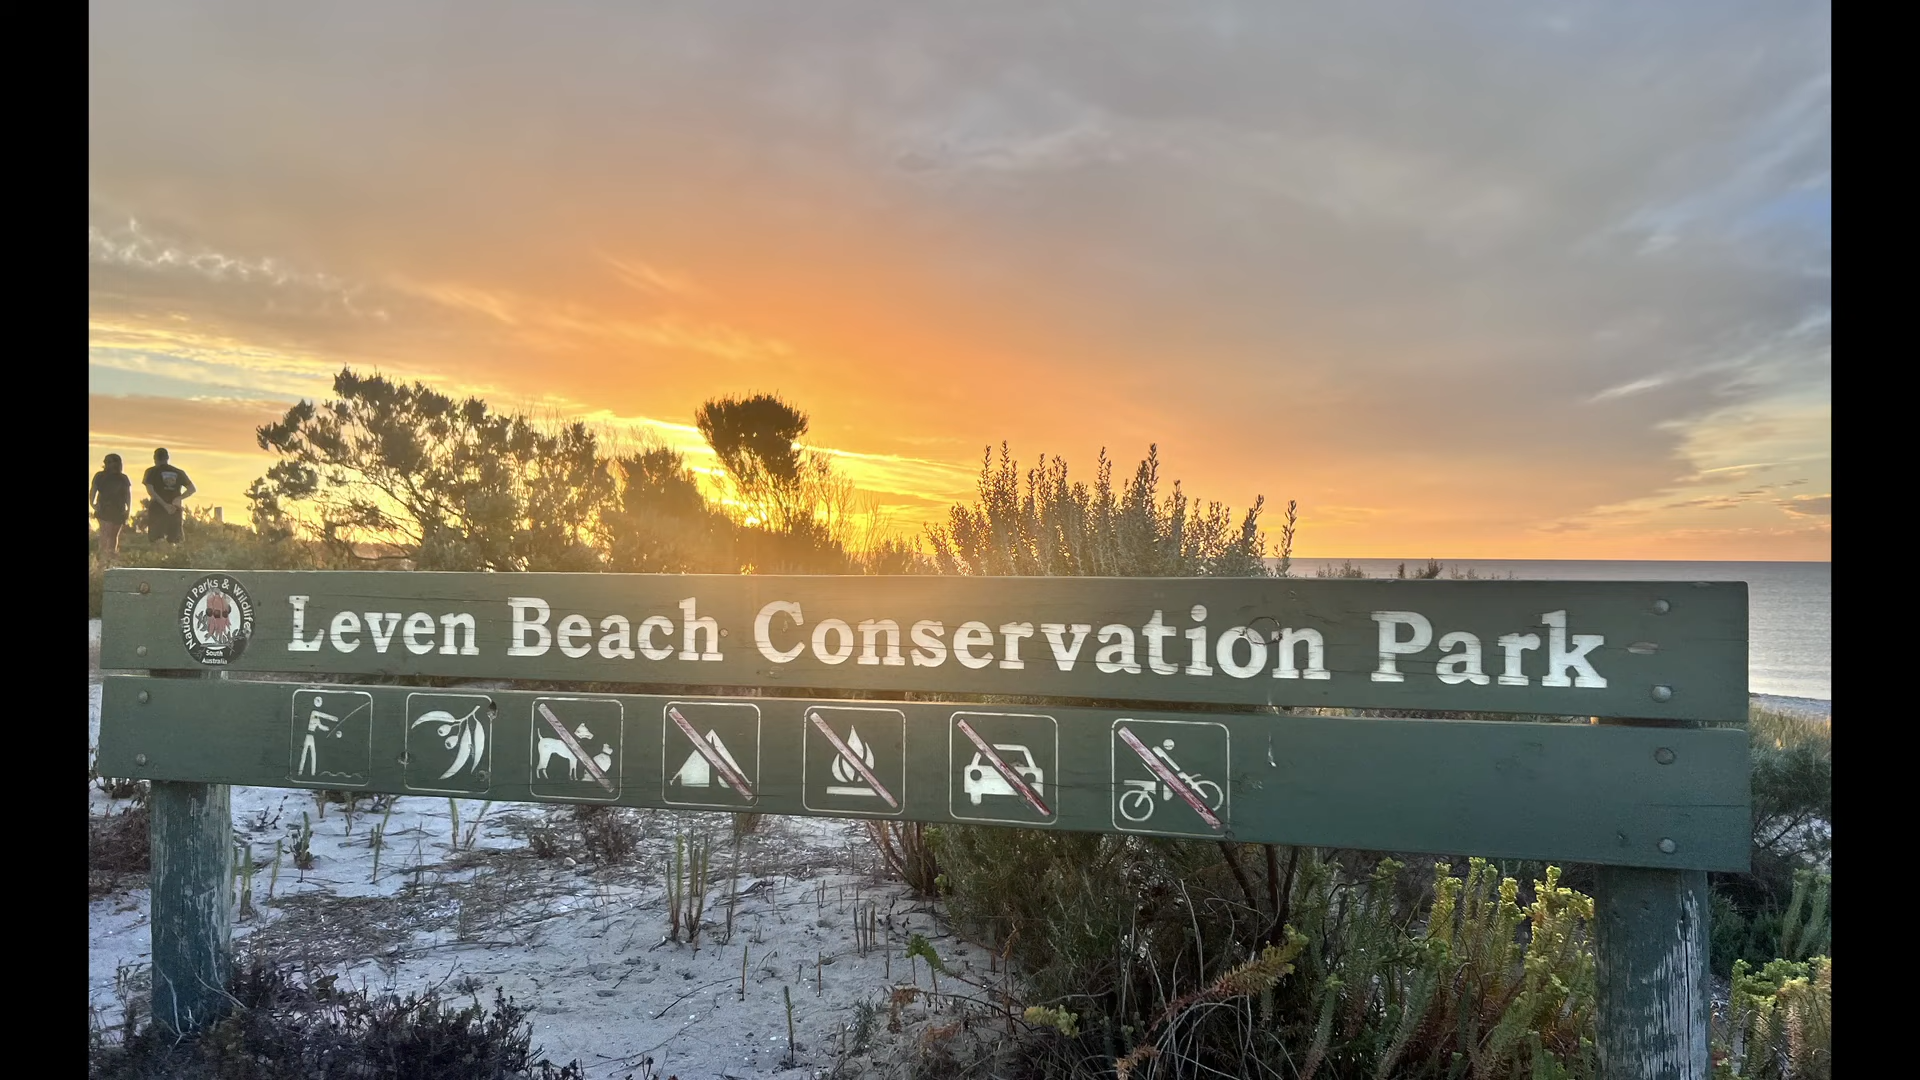 National Parks & Wildlife
South
Australia
Leven Beach Conservation Park